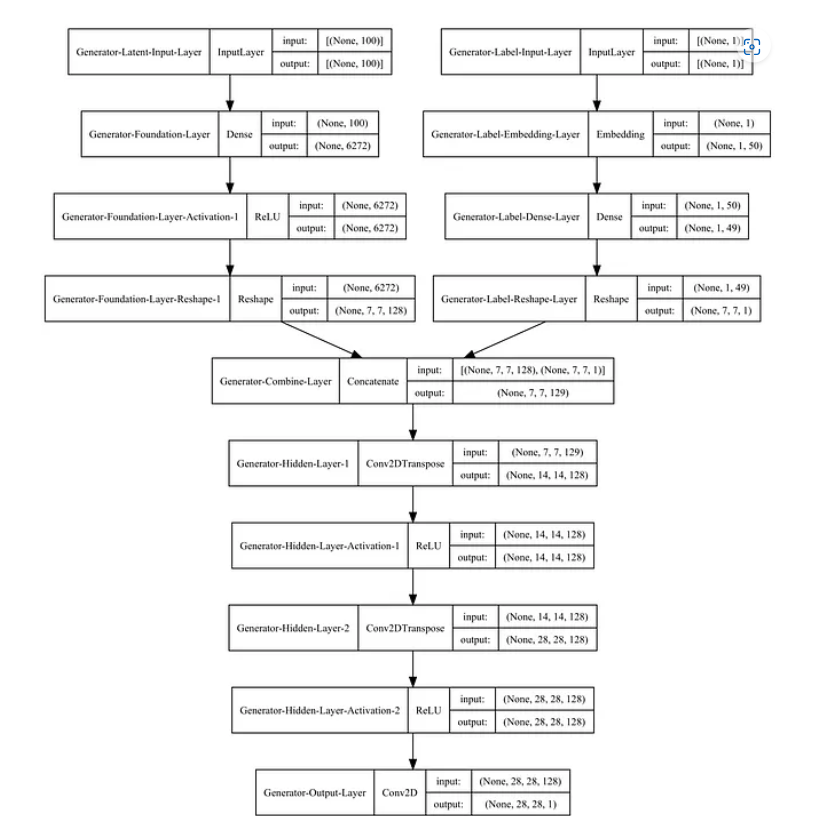 Generator-Latent-Input-Layer InputLayer input: [(None, 100)]
output: [(None, 100)]
Generator-Label-Input-Layer InputLayer input: [(None, 1)]
output: [(None, 1)]
Generator-Foundation-Layer Dense input: (None, 100)
output: (None, 6272)
Generator-Label-Embedding-Layer Embedding input: (None, 1)
output: (None, 1, 50)
Generator-Foundation-Layer-Activation-1 ReLU input: (None, 6272)
output: (None, 6272)
Generator-Label-Dense-Layer Dense input: (None, 1, 50)
output: (None, 1, 49)
Generator-Foundation-Layer-Reshape-1 Reshape input: (None, 6272)
output: (None, 7, 7, 128)
Generator-Label-Reshape-Layer Reshape input: (None, 1, 49)
output: (None, 7, 7, 1)
Generator-Combine-Layer Concatenate input: [(None, 7, 7, 128), (None, 7, 7, 1)]
output: (None, 7, 7, 129)
Generator-Hidden-Layer-1 Conv2DTranspose input: (None, 7, 7, 129)
output: (None, 14, 14, 128)
Generator-Hidden-Layer-Activation-1 ReLU input: (None, 14, 14, 128)
output: (None, 14, 14, 128)
Generator-Hidden-Layer-2 Conv2DTranspose input: (None, 14, 14, 128)
output: (None, 28, 28, 128)
Generator-Hidden-Layer-Activation-2 ReLU input: (None, 28, 28, 128)
output: (None, 28, 28, 128)
Generator-Output-Layer Conv2D input: (None, 28, 28, 128)
output: (None, 28, 28, 1)